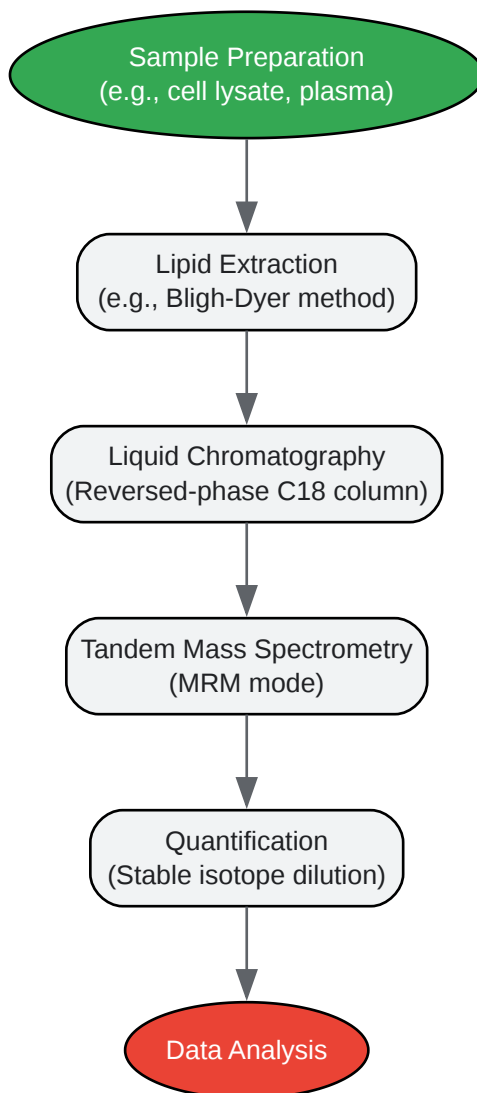 Sample Preparation
(e.g., cell lysate, plasma)
Lipid Extraction
(e.g., Bligh-Dyer method)
Liquid Chromatography
(Reversed-phase C18 column)
Tandem Mass Spectrometry
(MRM mode)
Quantification
(Stable isotope dilution)
Data Analysis